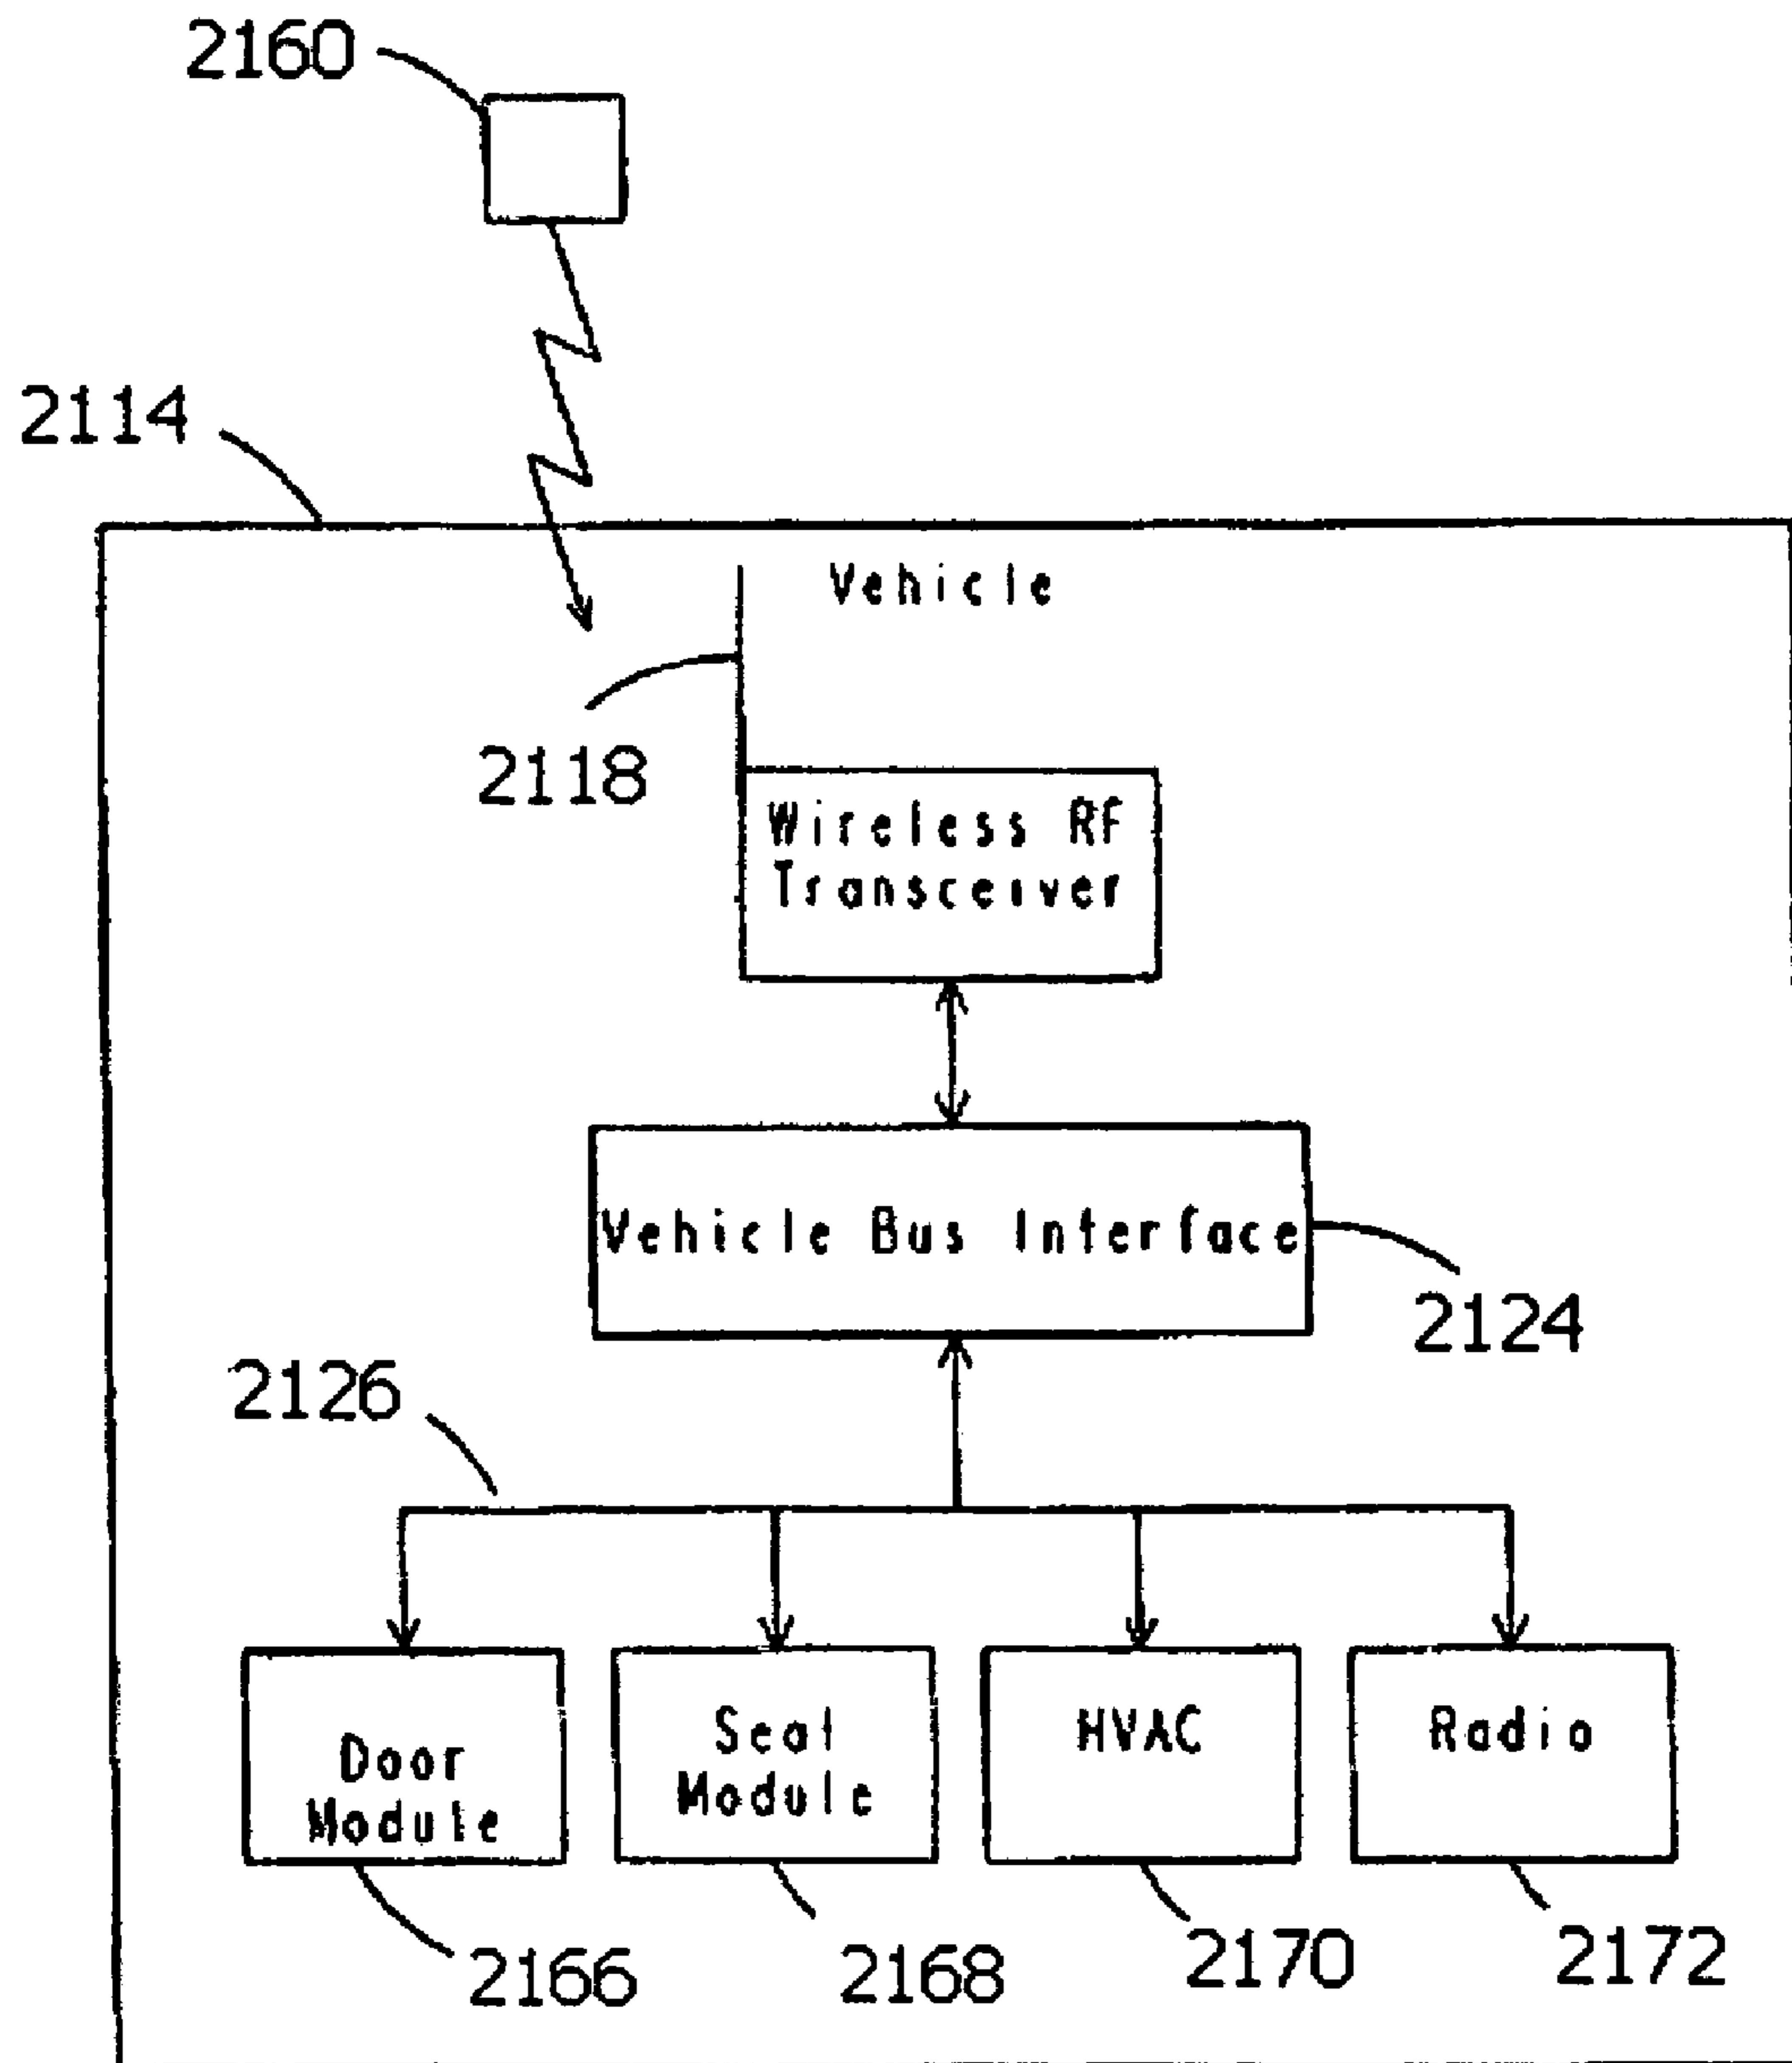 2160
2114
Vehicle
2118
Wireless RF
Transceiver
Vehicle Bus Interface
2124
2126
Door
Module
Seat
Module
HVAC
Radio
2166
2168
2170
2172